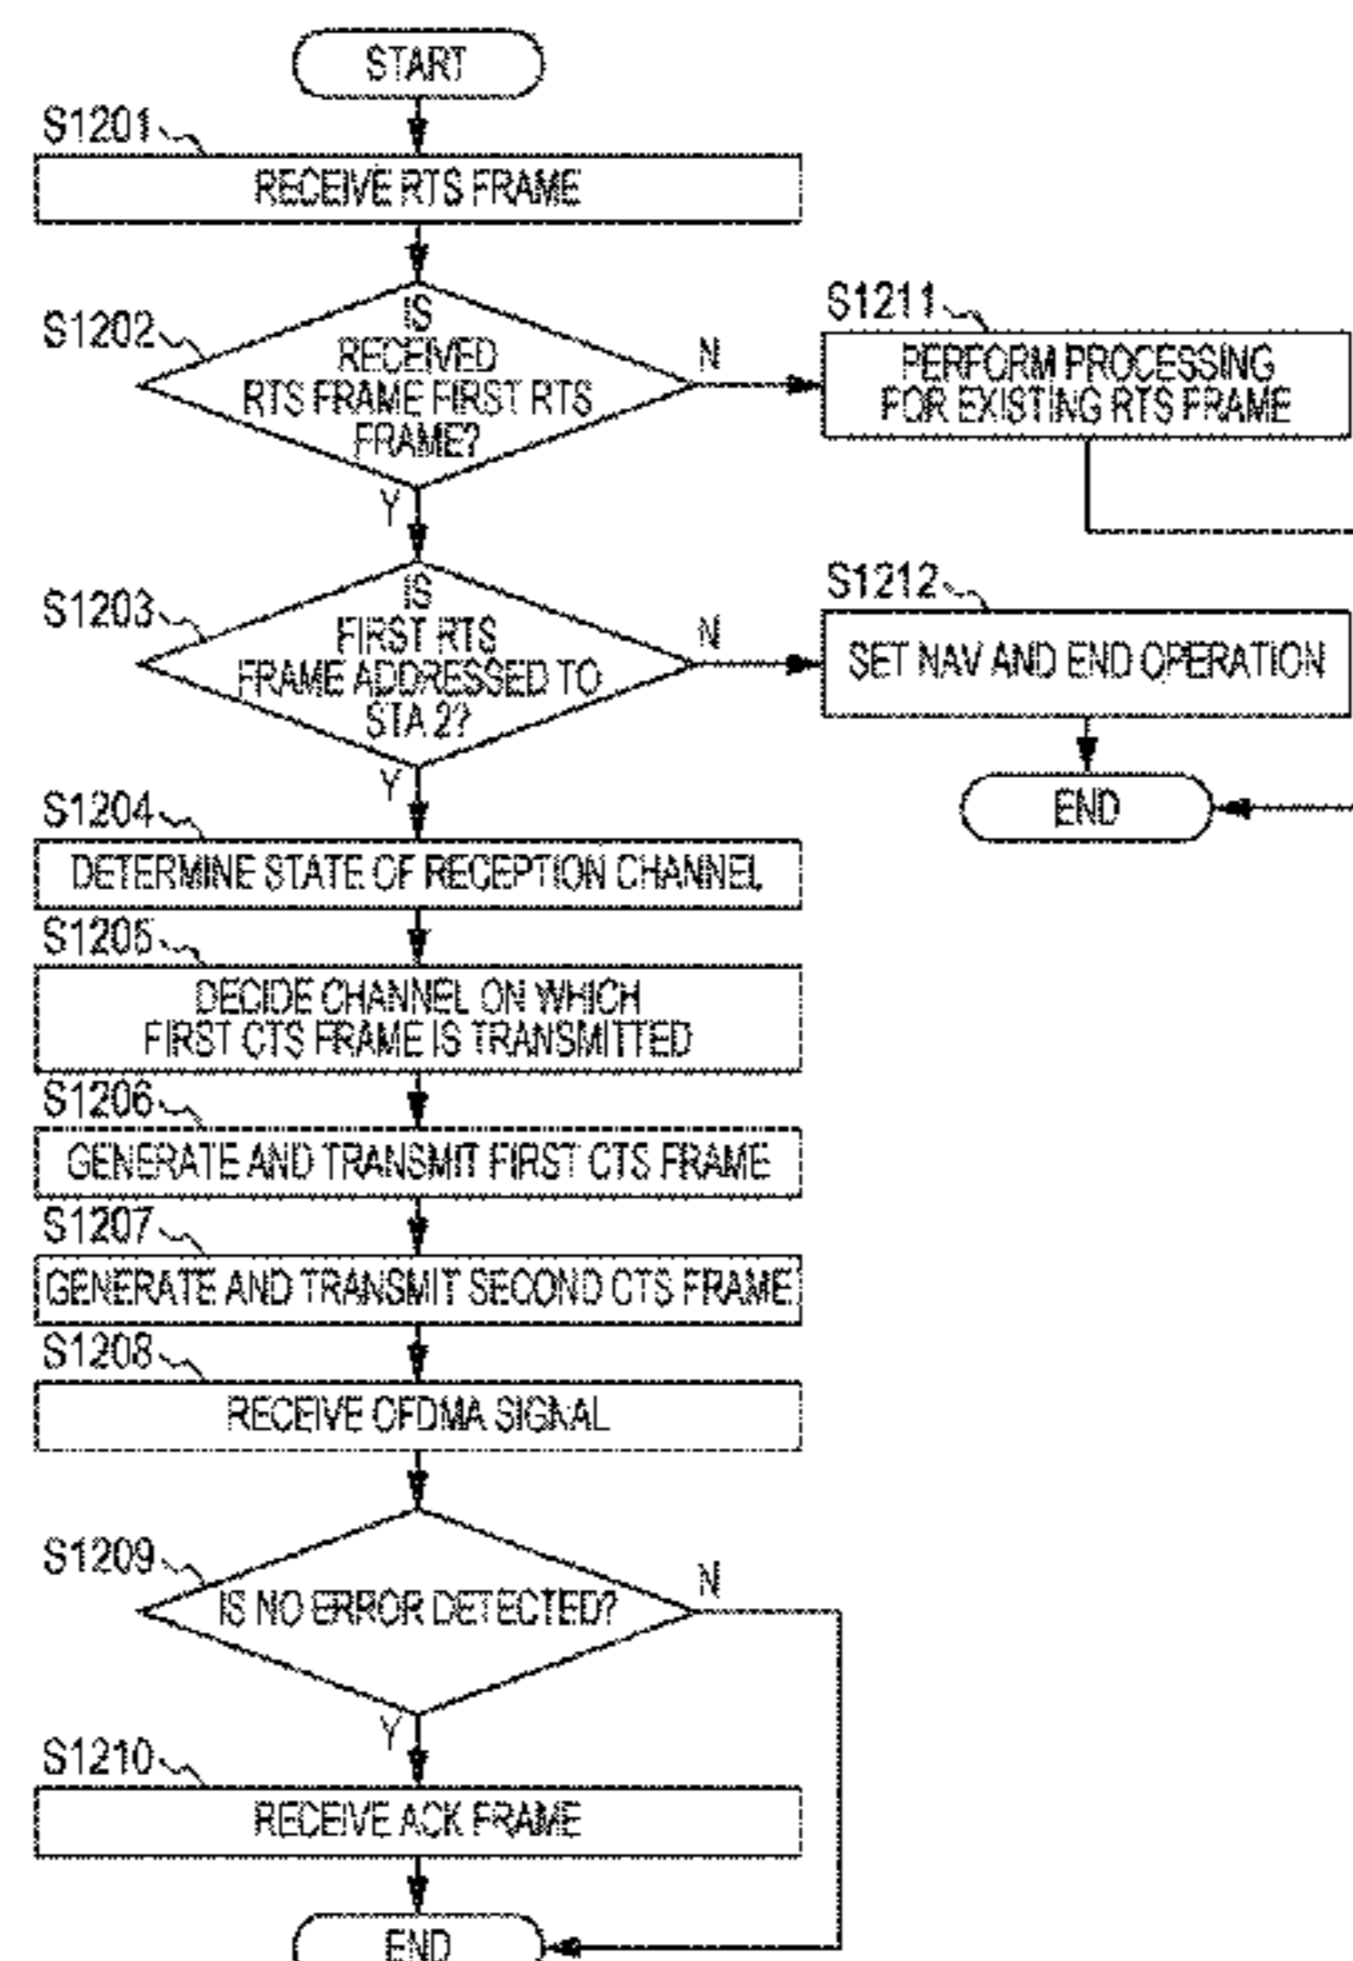 START
S1201
RECEIVE RTS FRAME
S1202
IS
RECEIVED
RTS FRAME FIRST RTS
FRAME?
N
Y
S1211
PERFORM PROCESSING
FOR EXISTING RTS FRAME
S1203
IS
FIRST RTS
FRAME ADDRESSED TO
STA 2?
N
Y
S1212
SET NAV AND END OPERATION
END
S1204
DETERMINE STATE OF RECEPTION CHANNEL
S1205
DECIDE CHANNEL ON WHICH
FIRST CTS FRAME IS TRANSMITTED
S1206
GENERATE AND TRANSMIT FIRST CTS FRAME
S1207
GENERATE AND TRANSMIT SECOND CTS FRAME
S1208
RECEIVE OFDMA SIGNAL
S1209
IS NO ERROR DETECTED?
N
Y
S1210
RECEIVE ACK FRAME
END